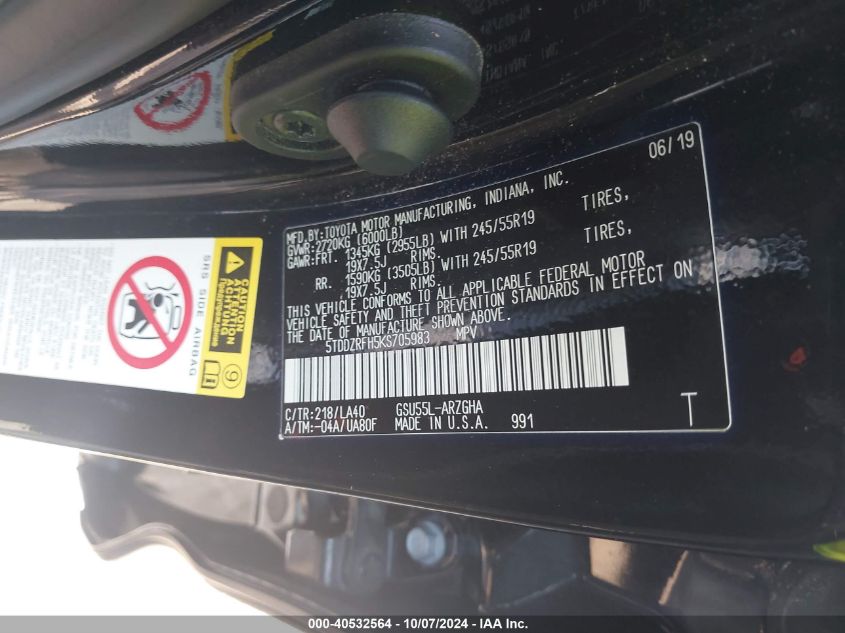 06/19
MFD.BY:TOYOTA MOTOR MANUFACTURING, INDIANA, INC.
GVWR:2720KG (6000LB)
GAWR:FRT. 1345KG (2955LB) WITH 245/55R19 TIRES,
19X7.5J RIMS.
RR. 1590KG (3505LB) WITH 245/55R19 TIRES,
19X7.5J RIMS.
THIS VEHICLE CONFORMS TO ALL APPLICABLE FEDERAL MOTOR
VEHICLE SAFETY AND THEFT PREVENTION STANDARDS IN EFFECT ON
THE DATE OF MANUFACTURE SHOWN ABOVE.
5TDDZRFH5KS705983 MPV
C/TR:218/LA40 GSU55L-ARZGHA
A/TM:-04A/UA80F MADE IN U.S.A. 991 T
SRS SIDE AIRBAG
CAUTION
ATTENTION
ACHTUNG
9
000-40532564 - 10/07/2024 - IAA Inc.